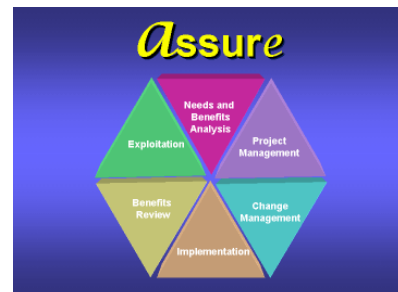 assure
Needs and
Benefits
Analysis
Exploitation
Project
Management
Benefits
Review
Change
Management
Implementation